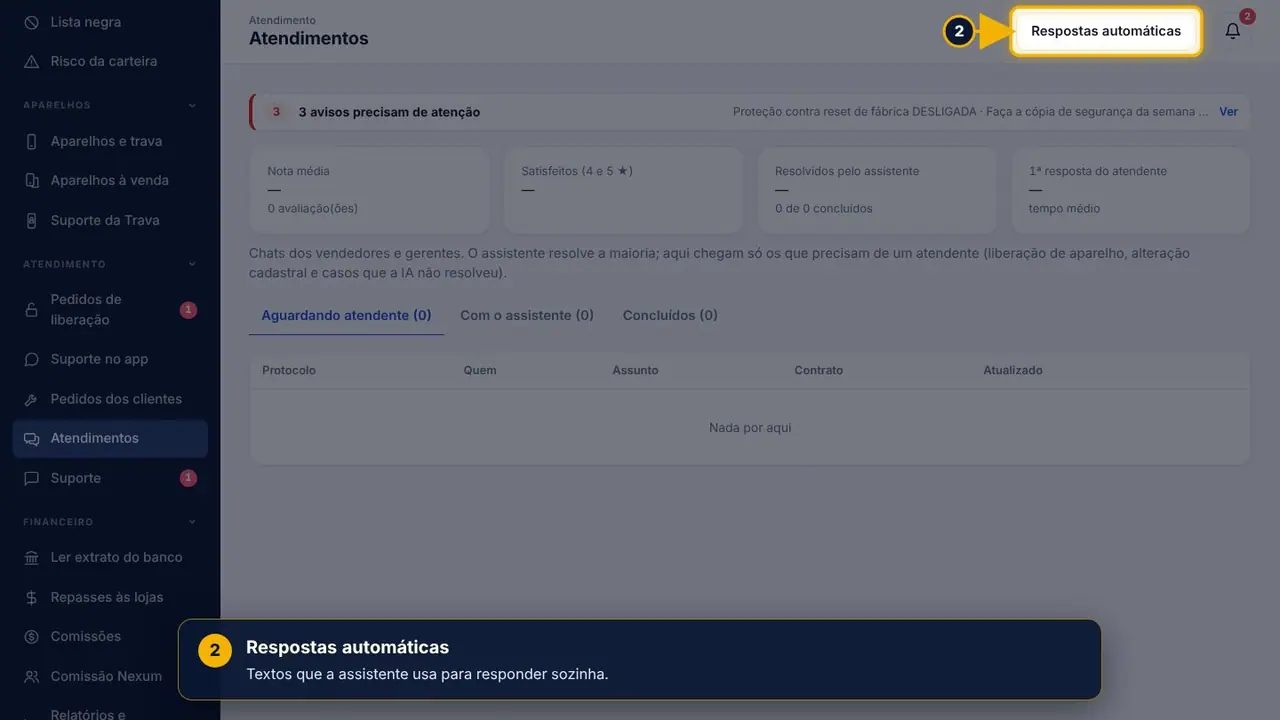 Lista negra
Risco da carteira
APARELHOS
Aparelhos e trava
Aparelhos à venda
Suporte da Trava
ATENDIMENTO
Pedidos de
liberação
1
Suporte no app
Pedidos dos clientes
Atendimentos
Suporte
1
FINANCEIRO
Ler extrato do banco
Repasses às lojas
Comissões
Comissão Nexum
Relatórios e
Atendimento
Atendimentos
2
Respostas automáticas
2
3
3 avisos precisam de atenção
Proteção contra reset de fábrica DESLIGADA · Faça a cópia de segurança da semana ...
Ver
Nota média
—
0 avaliação(ões)
Satisfeitos (4 e 5 ★)
—
Resolvidos pelo assistente
—
0 de 0 concluídos
1ª resposta do atendente
—
tempo médio
Chats dos vendedores e gerentes. O assistente resolve a maioria; aqui chegam só os que precisam de um atendente (liberação de aparelho, alteração
cadastral e casos que a IA não resolveu).
Aguardando atendente (0)
Com o assistente (0)
Concluídos (0)
Protocolo
Quem
Assunto
Contrato
Atualizado
Nada por aqui
2
Respostas automáticas
Textos que a assistente usa para responder sozinha.